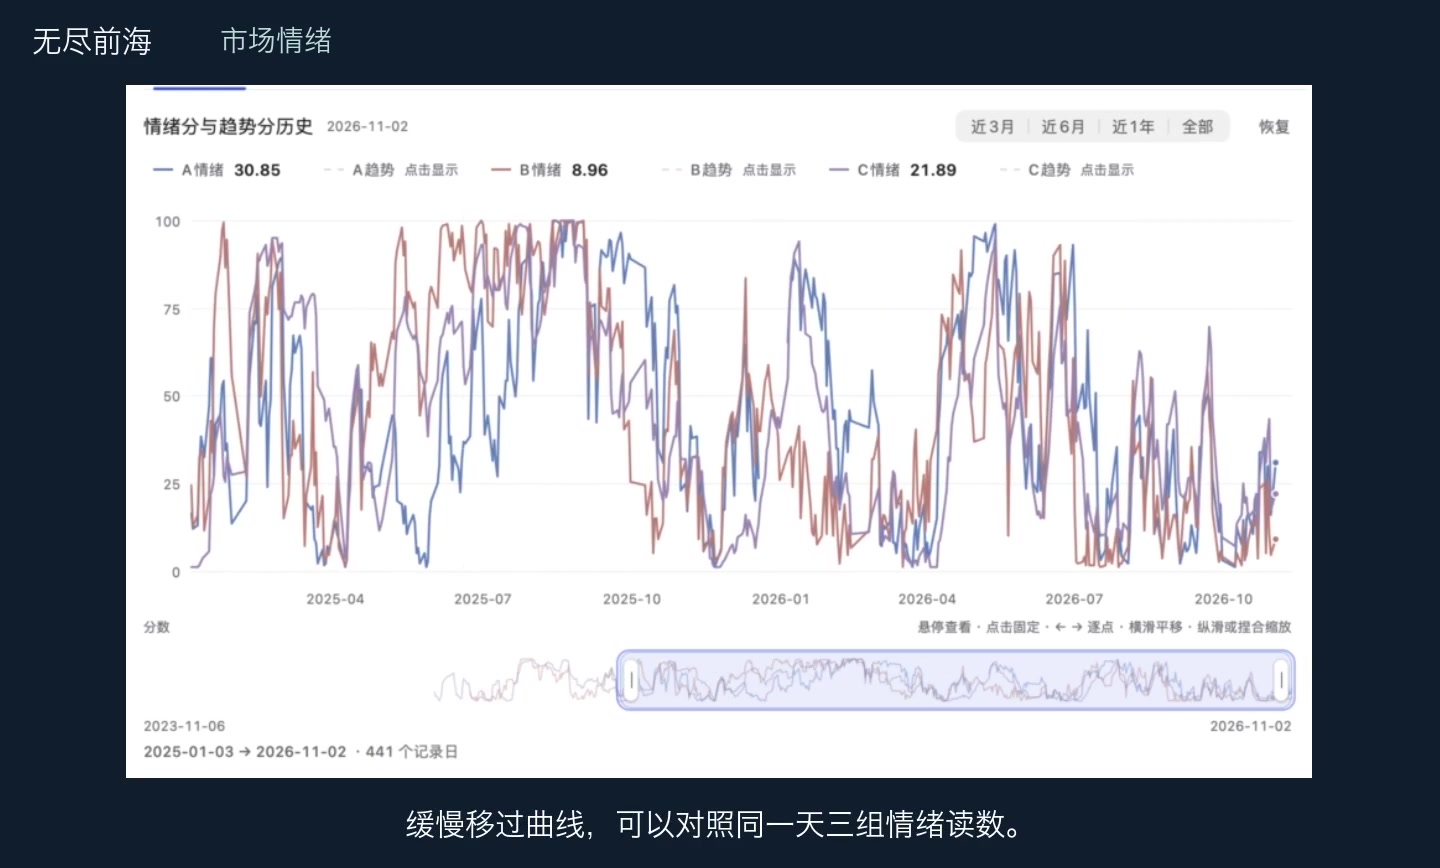 无尽前海 市场情绪
情绪分与趋势分历史 2026-11-02 近3月 近6月 近1年 全部 恢复
A情绪 30.85 A趋势 点击显示 B情绪 8.96 B趋势 点击显示 C情绪 21.89 C趋势 点击显示
100
75
50
25
0
2025-04 2025-07 2025-10 2026-01 2026-04 2026-07 2026-10
分数 悬停查看 · 点击固定 · ← → 逐点 · 横滑平移 · 纵滑或捏合缩放
2023-11-06 2026-11-02
2025-01-03 → 2026-11-02 · 441 个记录日
缓慢移过曲线，可以对照同一天三组情绪读数。